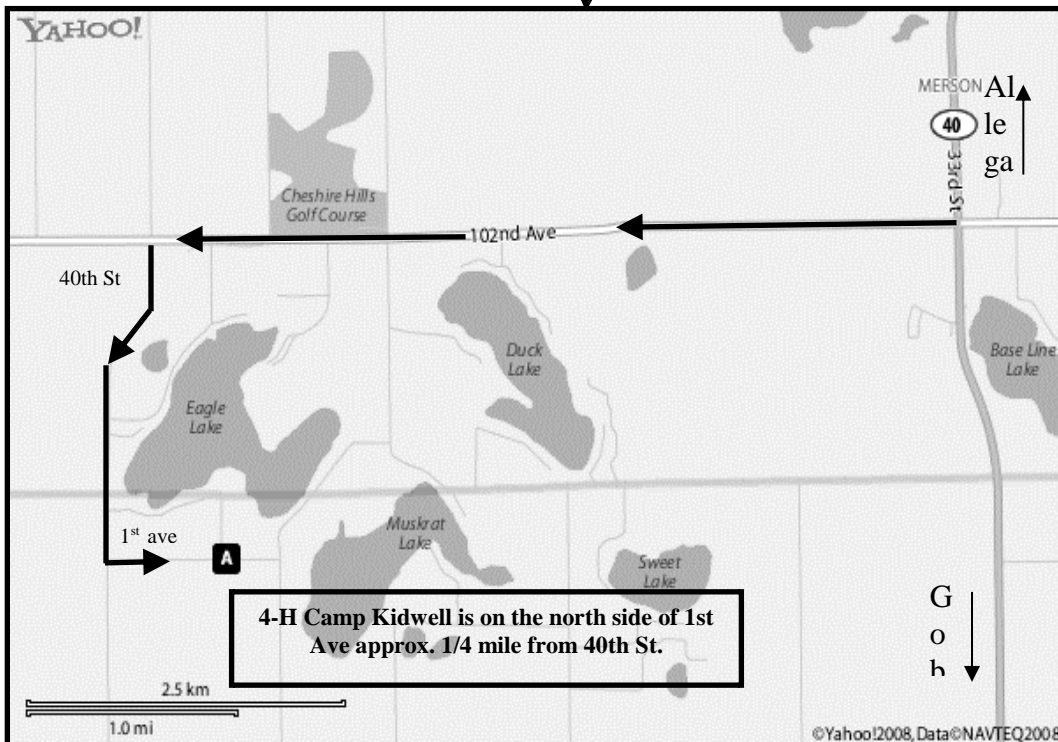 YAHOO!
MERSON
Al
le
ga
40
33rd St
Cheshire Hills
Golf Course
102nd Ave
40th St
Duck
Lake
Base Line
Lake
Eagle
Lake
1st ave
A
Muskrat
Lake
Sweet
Lake
G
o
b
4-H Camp Kidwell is on the north side of 1st
Ave approx. 1/4 mile from 40th St.
2.5 km
1.0 mi
©Yahoo!2008, Data©NAVTEQ2008